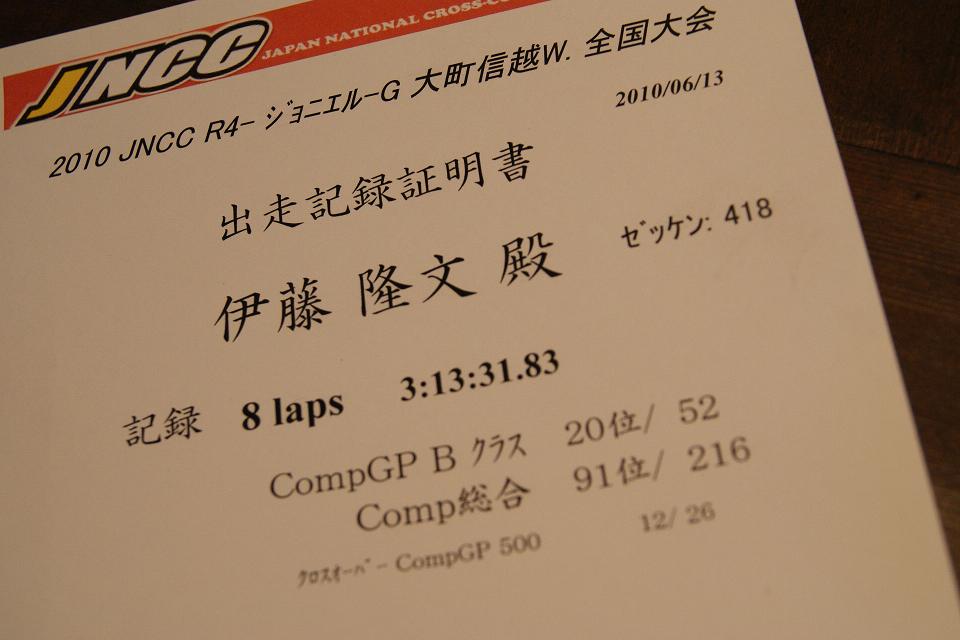 JNCC JAPAN NATIONAL CROSS-CO
2010 JNCC R4- ｼﾞｮﾆｴﾙ-G 大町信越W. 全国大会
2010/06/13
出走記録証明書
伊藤 隆文 殿 ｾﾞｯｹﾝ: 418
記録 8 laps 3:13:31.83
CompGP B ｸﾗｽ 20位/ 52
Comp総合 91位/ 216
ｸﾛｽｵｰﾊﾞｰ CompGP 500 12/ 26